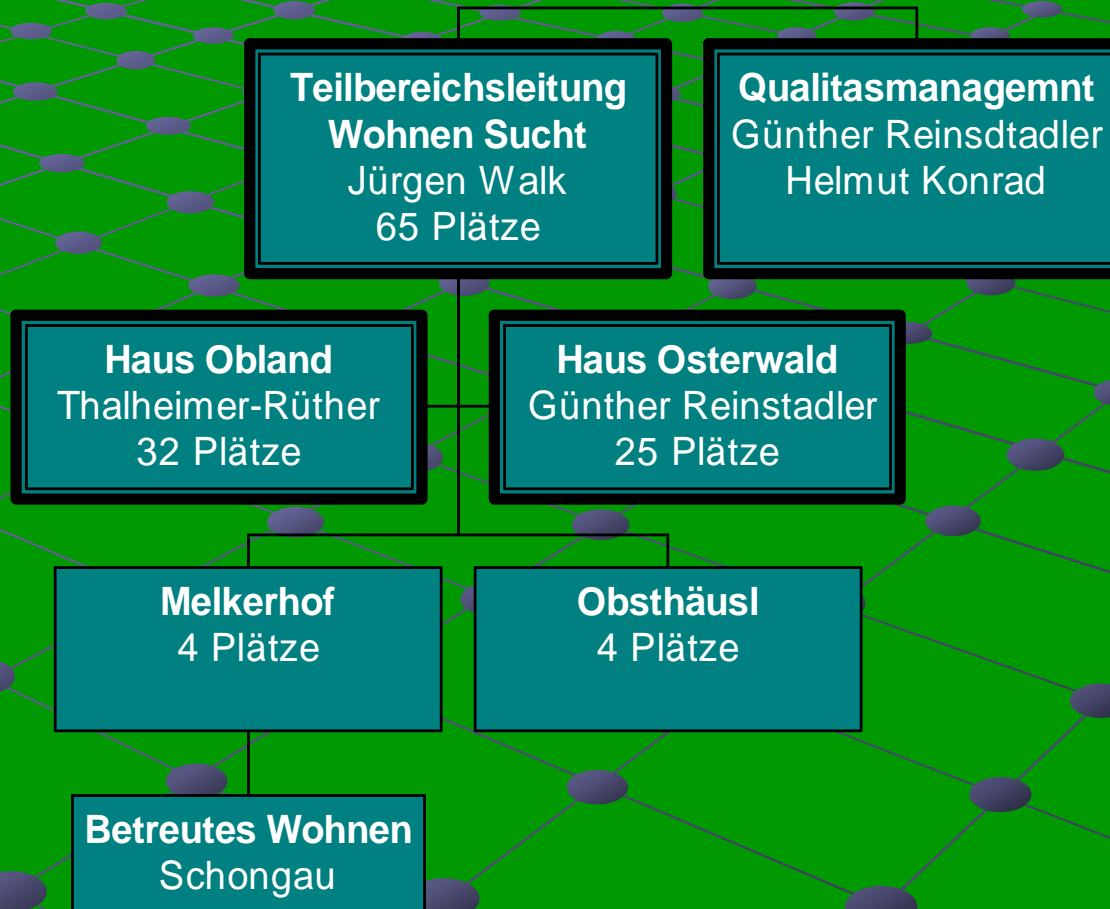 Teilbereichsleitung
Wohnen Sucht
Jürgen Walk
65 Plätze
Qualitasmanagemnt
Günther Reinsdtadler
Helmut Konrad
Haus Obland
Thalheimer-Rüther
32 Plätze
Haus Osterwald
Günther Reinstadler
25 Plätze
Melkerhof
4 Plätze
Obsthäusl
4 Plätze
Betreutes Wohnen
Schongau